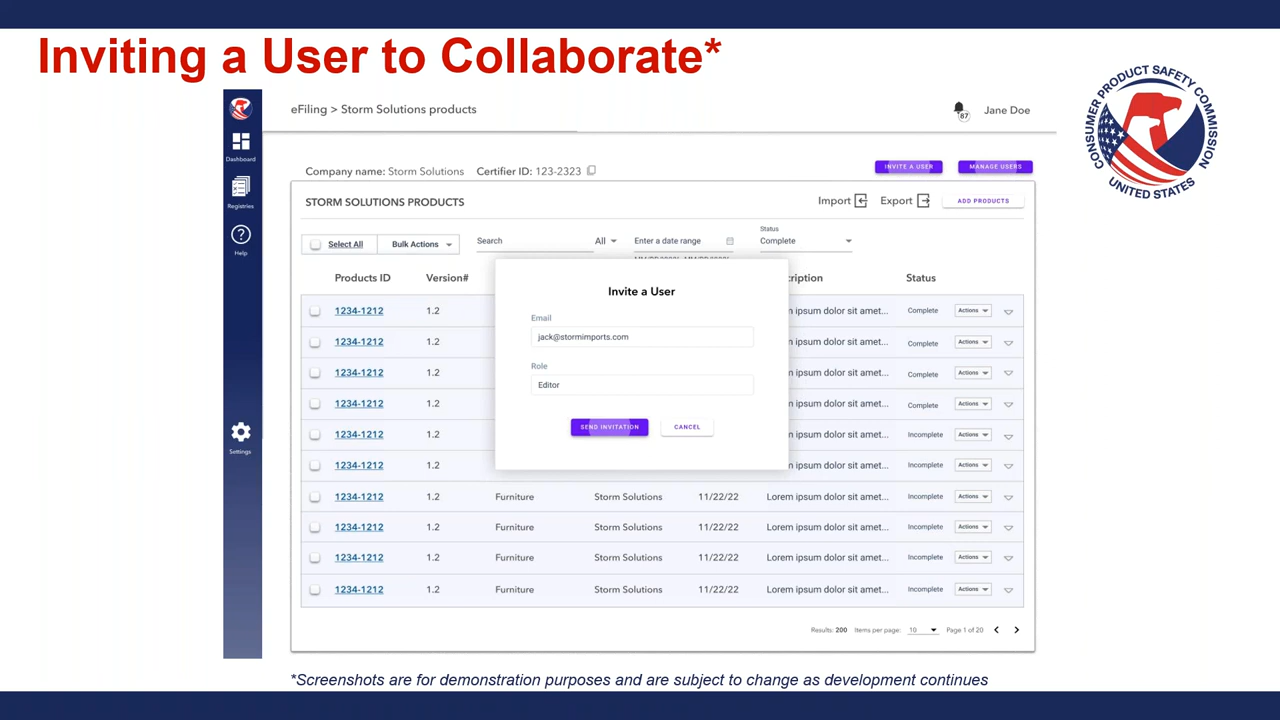 Inviting a User to Collaborate*
CONSUMER PRODUCT SAFETY COMMISSION
UNITED STATES
eFiling > Storm Solutions products
87
Jane Doe
Dashboard
Registries
Help
Settings
Company name: Storm Solutions Certifier ID: 123-2323
INVITE A USER
MANAGE USERS
STORM SOLUTIONS PRODUCTS
Import
Export
ADD PRODUCTS
Select All
Bulk Actions
Search
All
Enter a date range
Status
Complete
Products ID Version# ription Status
1234-1212 1.2 orem ipsum dolor sit amet... Complete Actions
1234-1212 1.2 orem ipsum dolor sit amet... Complete Actions
1234-1212 1.2 orem ipsum dolor sit amet... Complete Actions
1234-1212 1.2 orem ipsum dolor sit amet... Complete Actions
1234-1212 1.2 orem ipsum dolor sit amet... Incomplete Actions
1234-1212 1.2 orem ipsum dolor sit amet... Incomplete Actions
1234-1212 1.2 Furniture Storm Solutions 11/22/22 Lorem ipsum dolor sit amet... Incomplete Actions
1234-1212 1.2 Furniture Storm Solutions 11/22/22 Lorem ipsum dolor sit amet... Incomplete Actions
1234-1212 1.2 Furniture Storm Solutions 11/22/22 Lorem ipsum dolor sit amet... Incomplete Actions
1234-1212 1.2 Furniture Storm Solutions 11/22/22 Lorem ipsum dolor sit amet... Incomplete Actions
Invite a User
Email
jack@stormimports.com
Role
Editor
SEND INVITATION
CANCEL
Results: 200 Items per page: 10 Page 1 of 20
*Screenshots are for demonstration purposes and are subject to change as development continues